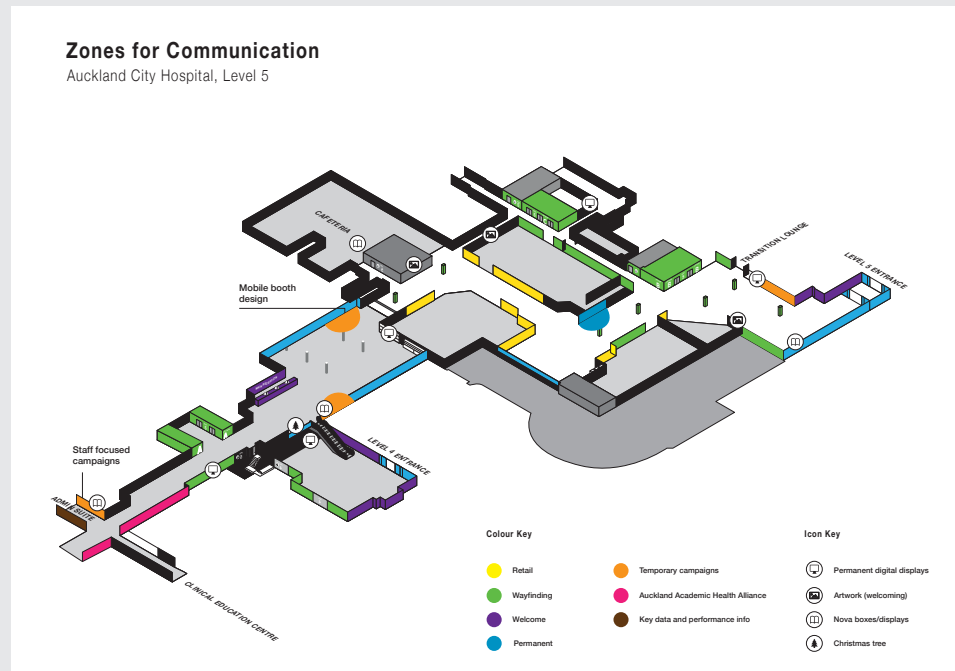 Zones for Communication
Auckland City Hospital, Level 5
CAFETERIA
TRANSITION LOUNGE
LEVEL 5 ENTRANCE
Mobile booth
design
LEVEL 4 ENTRANCE
Staff focused
campaigns
ADMIN SUITE
CLINICAL EDUCATION CENTRE
Colour Key
Icon Key
Retail
Temporary campaigns
Permanent digital displays
Wayfinding
Auckland Academic Health Alliance
Artwork (welcoming)
Welcome
Key data and performance info
Nova boxes/displays
Permanent
Christmas tree